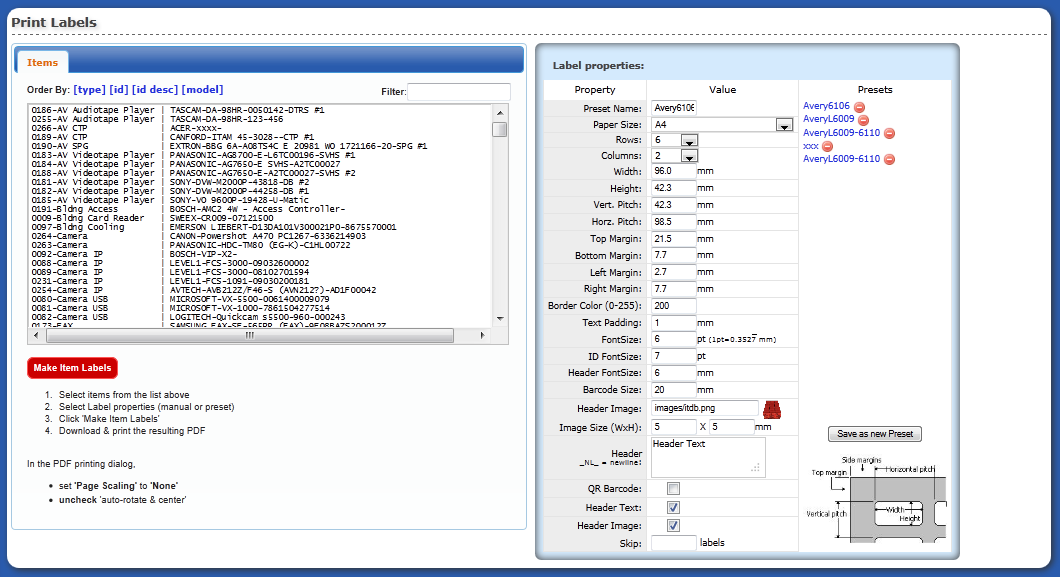 Print Labels
Items
Order By: [type] [id] [id desc] [model]
Filter:
0186-AV Audiotape Player | TASCAM-DA-98HR-0050142-DTRS #1
0255-AV Audiotape Player | TASCAM-DA-98HR-123-456
0266-AV CTP | ACER-xxxx-
0189-AV CTP | CANFORD-ITAM 45-3028--CTP #1
0190-AV SPG | EXTRON-BBG 6A-A08TS4C E 20981 WO 1721166-20-SPG #1
0183-AV Videotape Player | PANASONIC-AG8700-E-L6TC00196-SVHS #1
0184-AV Videotape Player | PANASONIC-AG7650-E SVHS-A2TC00027
0188-AV Videotape Player | PANASONIC-AG7650-E-A2TC00027-SVHS #2
0181-AV Videotape Player | SONY-DVW-M2000P-43818-DB #2
0182-AV Videotape Player | SONY-DVW-M2000P-44258-DB #1
0185-AV Videotape Player | SONY-VO 9600P-19428-U-Matic
0191-Bldng Access | BOSCH-AMC2 4W - Access Controller-
0009-Bldng Card Reader | SWEEX-CR009-07121500
0097-Bldng Cooling | EMERSON LIEBERT-D13DA101V300021P0-8675570001
0264-Camera | CANON-Powershot A470 PC1267-6336214903
0263-Camera | PANASONIC-HDC-TM80 (EG-K)-C1HL00722
0092-Camera IP | BOSCH-VIP-X2-
0088-Camera IP | LEVEL1-FCS-3000-09032600002
0089-Camera IP | LEVEL1-FCS-3000-08102701594
0231-Camera IP | LEVEL1-FCS-1091-09030200181
0254-Camera IP | AVTECH-AVB212Z/F46-S (AVN212?)-AD1F00042
0080-Camera USB | MICROSOFT-VX-5500-0061400009079
0081-Camera USB | MICROSOFT-VX-1000-7861504277514
0082-Camera USB | LOGITECH-Quickcam s5500-960-000243
0173-FAX | SAMSUNG FAX-SF-565PR (FAX)-9F08BAZS200127
Make Item Labels
1. Select items from the list above
2. Select Label properties (manual or preset)
3. Click 'Make Item Labels'
4. Download & print the resulting PDF
In the PDF printing dialog,
• set 'Page Scaling' to 'None'
• uncheck 'auto-rotate & center'
Label properties:
Property Value Presets
Preset Name: Avery6106
Paper Size: A4
Rows: 6
Columns: 2
Width: 96.0 mm
Height: 42.3 mm
Vert. Pitch: 42.3 mm
Horz. Pitch: 98.5 mm
Top Margin: 21.5 mm
Bottom Margin: 7.7 mm
Left Margin: 2.7 mm
Right Margin: 7.7 mm
Border Color (0-255): 200
Text Padding: 1 mm
FontSize: 6 pt (1pt=0.3527 mm)
ID FontSize: 7 pt
Header FontSize: 6 mm
Barcode Size: 20 mm
Header Image: images/itdb.png
Image Size (WxH): 5 X 5 mm
Header
_NL_ = newline:
Header Text
QR Barcode:
Header Text:
Header Image:
Skip: labels
Avery6106
AveryL6009
AveryL6009-6110
xxx
AveryL6009-6110
Save as new Preset
Side margins
Top margin
Horizontal pitch
Vertical pitch
Width
Height